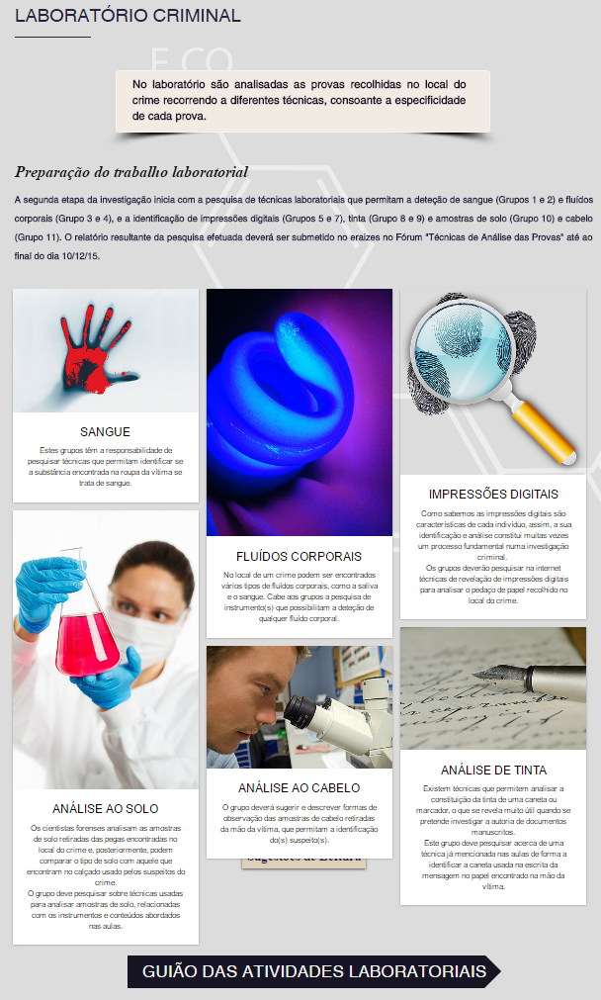 LABORATÓRIO CRIMINAL
E CO
No laboratório são analisadas as provas recolhidas no local do
crime recorrendo a diferentes técnicas, consoante a especificidade
de cada prova.
Preparação do trabalho laboratorial
A segunda etapa da investigação inicia com a pesquisa de técnicas laboratoriais que permitam a deteção de sangue (Grupos 1 e 2) e fluídos
corporais (Grupo 3 e 4), e a identificação de impressões digitais (Grupos 5 e 7), tinta (Grupo 8 e 9) e amostras de solo (Grupo 10) e cabelo
(Grupo 11). O relatório resultante da pesquisa efetuada deverá ser submetido no eraizes no Fórum "Técnicas de Análise das Provas" até ao
final do dia 10/12/15.
SANGUE
Estes grupos têm a responsabilidade de
pesquisar técnicas que permitam identificar se
a substância encontrada na roupa da vítima se
trata de sangue.
FLUÍDOS CORPORAIS
No local de um crime podem ser encontrados
vários tipos de fluídos corporais, como a saliva
e o sangue. Cabe aos grupos a pesquisa de
instrumento(s) que possibilitam a deteção de
qualquer fluído corporal.
IMPRESSÕES DIGITAIS
Como sabemos as impressões digitais são
características de cada indivíduo, assim, a sua
identificação e análise constitui muitas vezes
um processo fundamental numa investigação
criminal.
Os grupos deverão pesquisar na internet
técnicas de revelação de impressões digitais
para analisar o pedaço de papel recolhido no
local do crime.
ANÁLISE AO SOLO
Os cientistas forenses analisam as amostras
de solo retiradas das pegas encontradas no
local do crime e, posteriormente, podem
comparar o tipo de solo com aquele que
encontram no calçado usado pelos suspeitos do
crime.
O grupo deve pesquisar sobre técnicas usadas
para analisar amostras de solo, relacionadas
com os instrumentos e conteúdos abordados
nas aulas.
ANÁLISE AO CABELO
O grupo deverá sugerir e descrever formas de
observação das amostras de cabelo retiradas
da mão da vítima, que permitam a identificação
do(s) suspeito(s).
Sugestões de Leitura
ANÁLISE DE TINTA
Existem técnicas que permitem analisar a
constituição da tinta de uma caneta ou
marcador, o que se revela muito útil quando se
pretende investigar a autoria de documentos
manuscritos.
Este grupo deve pesquisar acerca de uma
técnica já mencionada nas aulas de forma a
identificar a caneta usada na escrita da
mensagem no papel encontrado na mão da
vítima.
GUIÃO DAS ATIVIDADES LABORATORIAIS